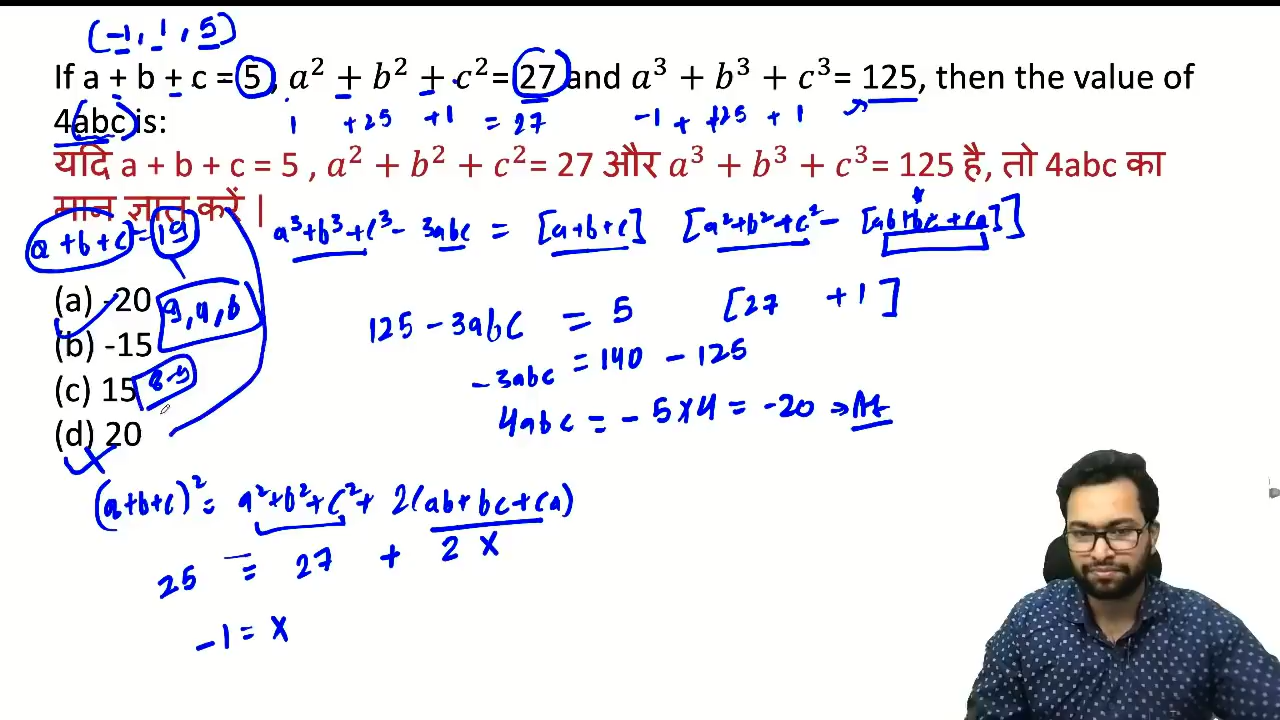 (-1, 1, 5)
If a + b + c = 5 , a² + b² + c²= 27 and a³ + b³ + c³= 125, then the value of
4abc is:
1 +25 +1 = 27
-1 + 125 + 1
यदि a + b + c = 5 , a² + b² + c²= 27 और a³ + b³ + c³= 125 है, तो 4abc का
मान ज्ञात करें |
a+b+c = 19
a³+b³+c³- 3abc = [a+b+c] [a²+b²+c² - [ab+bc+ca]]
(a) -20
9, 4, 6
125 - 3abc = 5 [27 +1]
(b) -15
-3abc = 140 - 125
(c) 15
8-9
4abc = - 5×4 = -20 →
(d) 20
(a+b+c)² = a²+b²+c²+ 2(ab+bc+ca)
25 = 27 + 2 x
-1 = x